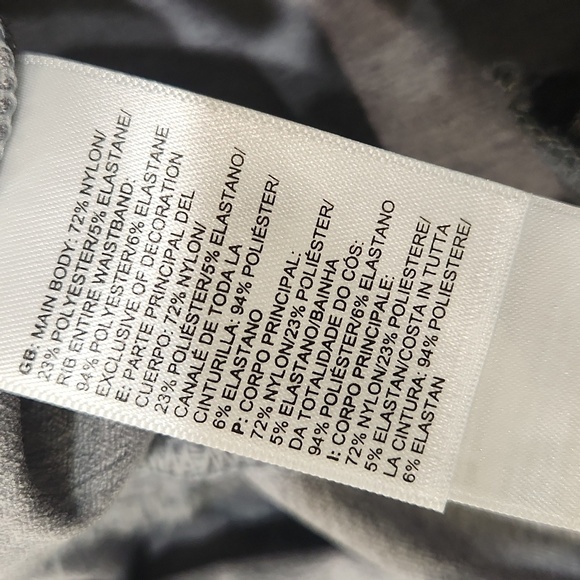 GB: MAIN BODY: 72% NYLON/
23% POLYESTER/5% ELASTANE/
RIB ENTIRE WAISTBAND:
94% POLYESTER/6% ELASTANE
EXCLUSIVE OF DECORATION
E: PARTE PRINCIPAL DEL
CUERPO: 72% NYLON/
23% POLIÉSTER/5% ELASTANO/
CANALÉ DE TODA LA
CINTURILLA: 94% POLIÉSTER/
6% ELASTANO
P: CORPO PRINCIPAL:
72% NYLON/23% POLIÉSTER/
5% ELASTANO/BAINHA
DA TOTALIDADE DO CÓS:
94% POLIÉSTER/6% ELASTANO
I: CORPO PRINCIPALE:
72% NYLON/23% POLIESTERE/
5% ELASTAN/COSTA IN TUTTA
LA CINTURA: 94% POLIESTERE/
6% ELASTAN